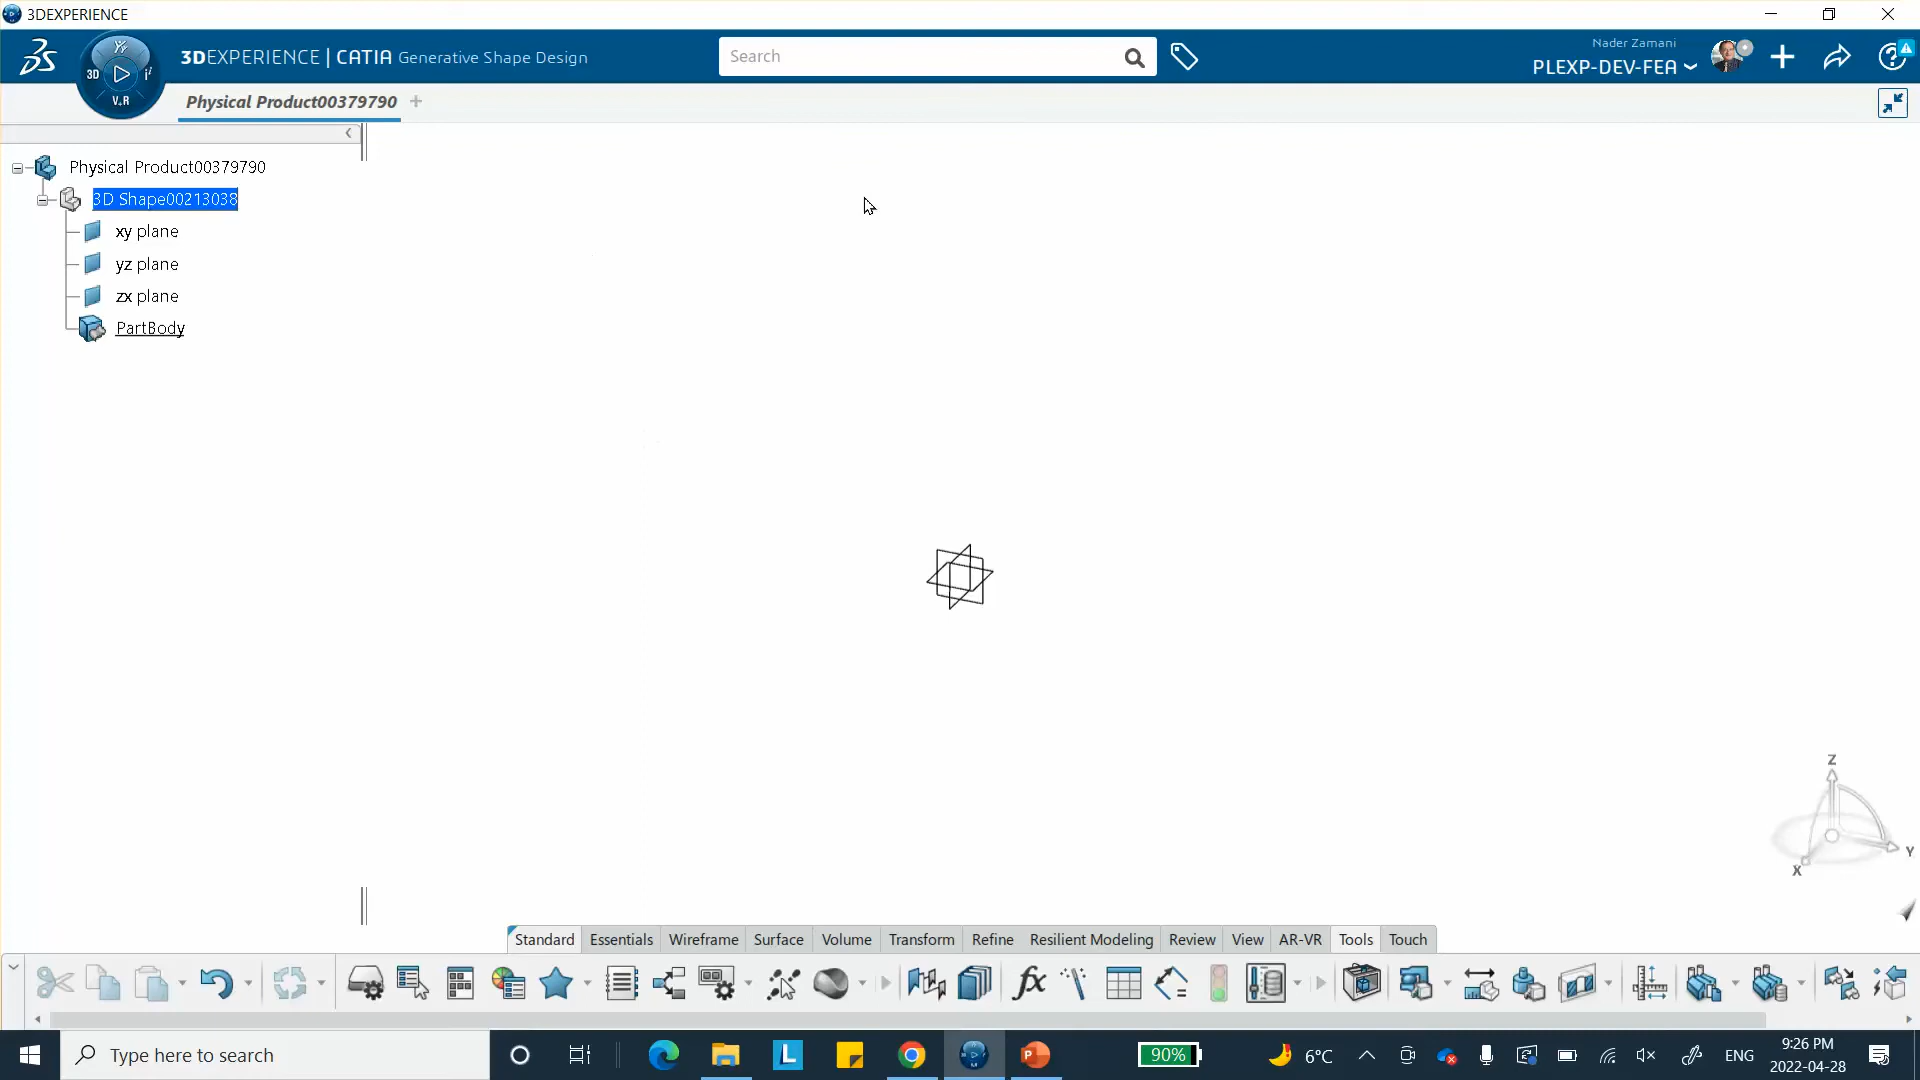 3DEXPERIENCE
3D V.R
3DEXPERIENCE | CATIA Generative Shape Design
Search
Nader Zamani
PLEXP-DEV-FEA
Physical Product00379790 +
Physical Product00379790
3D Shape00213038
xy plane
yz plane
zx plane
PartBody
Z
Y
X
Standard Essentials Wireframe Surface Volume Transform Refine Resilient Modeling Review View AR-VR Tools Touch
fx
Type here to search
L
P
90%
6°C
ENG
9:26 PM
2022-04-28